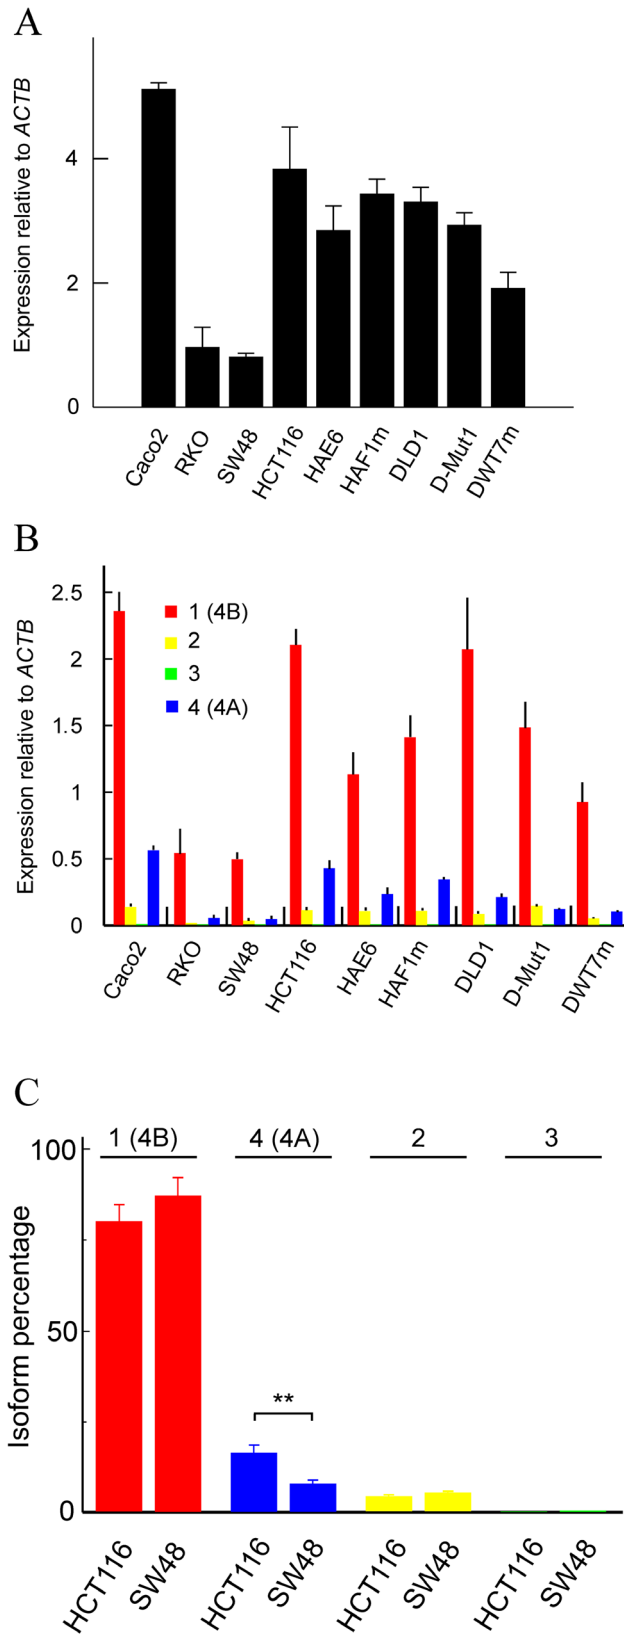 A
Expression relative to ACTB
4
2
0
Caco2
RKO
SW48
HCT116
HAE6
HAF1m
DLD1
D-Mut1
DWT7m
B
Expression relative to ACTB
2.5
2
1.5
1
0.5
0
1 (4B)
2
3
4 (4A)
Caco2
RKO
SW48
HCT116
HAE6
HAF1m
DLD1
D-Mut1
DWT7m
C
Isoform percentage
100
50
0
1 (4B) 4 (4A) 2 3
**
HCT116
SW48
HCT116
SW48
HCT116
SW48
HCT116
SW48